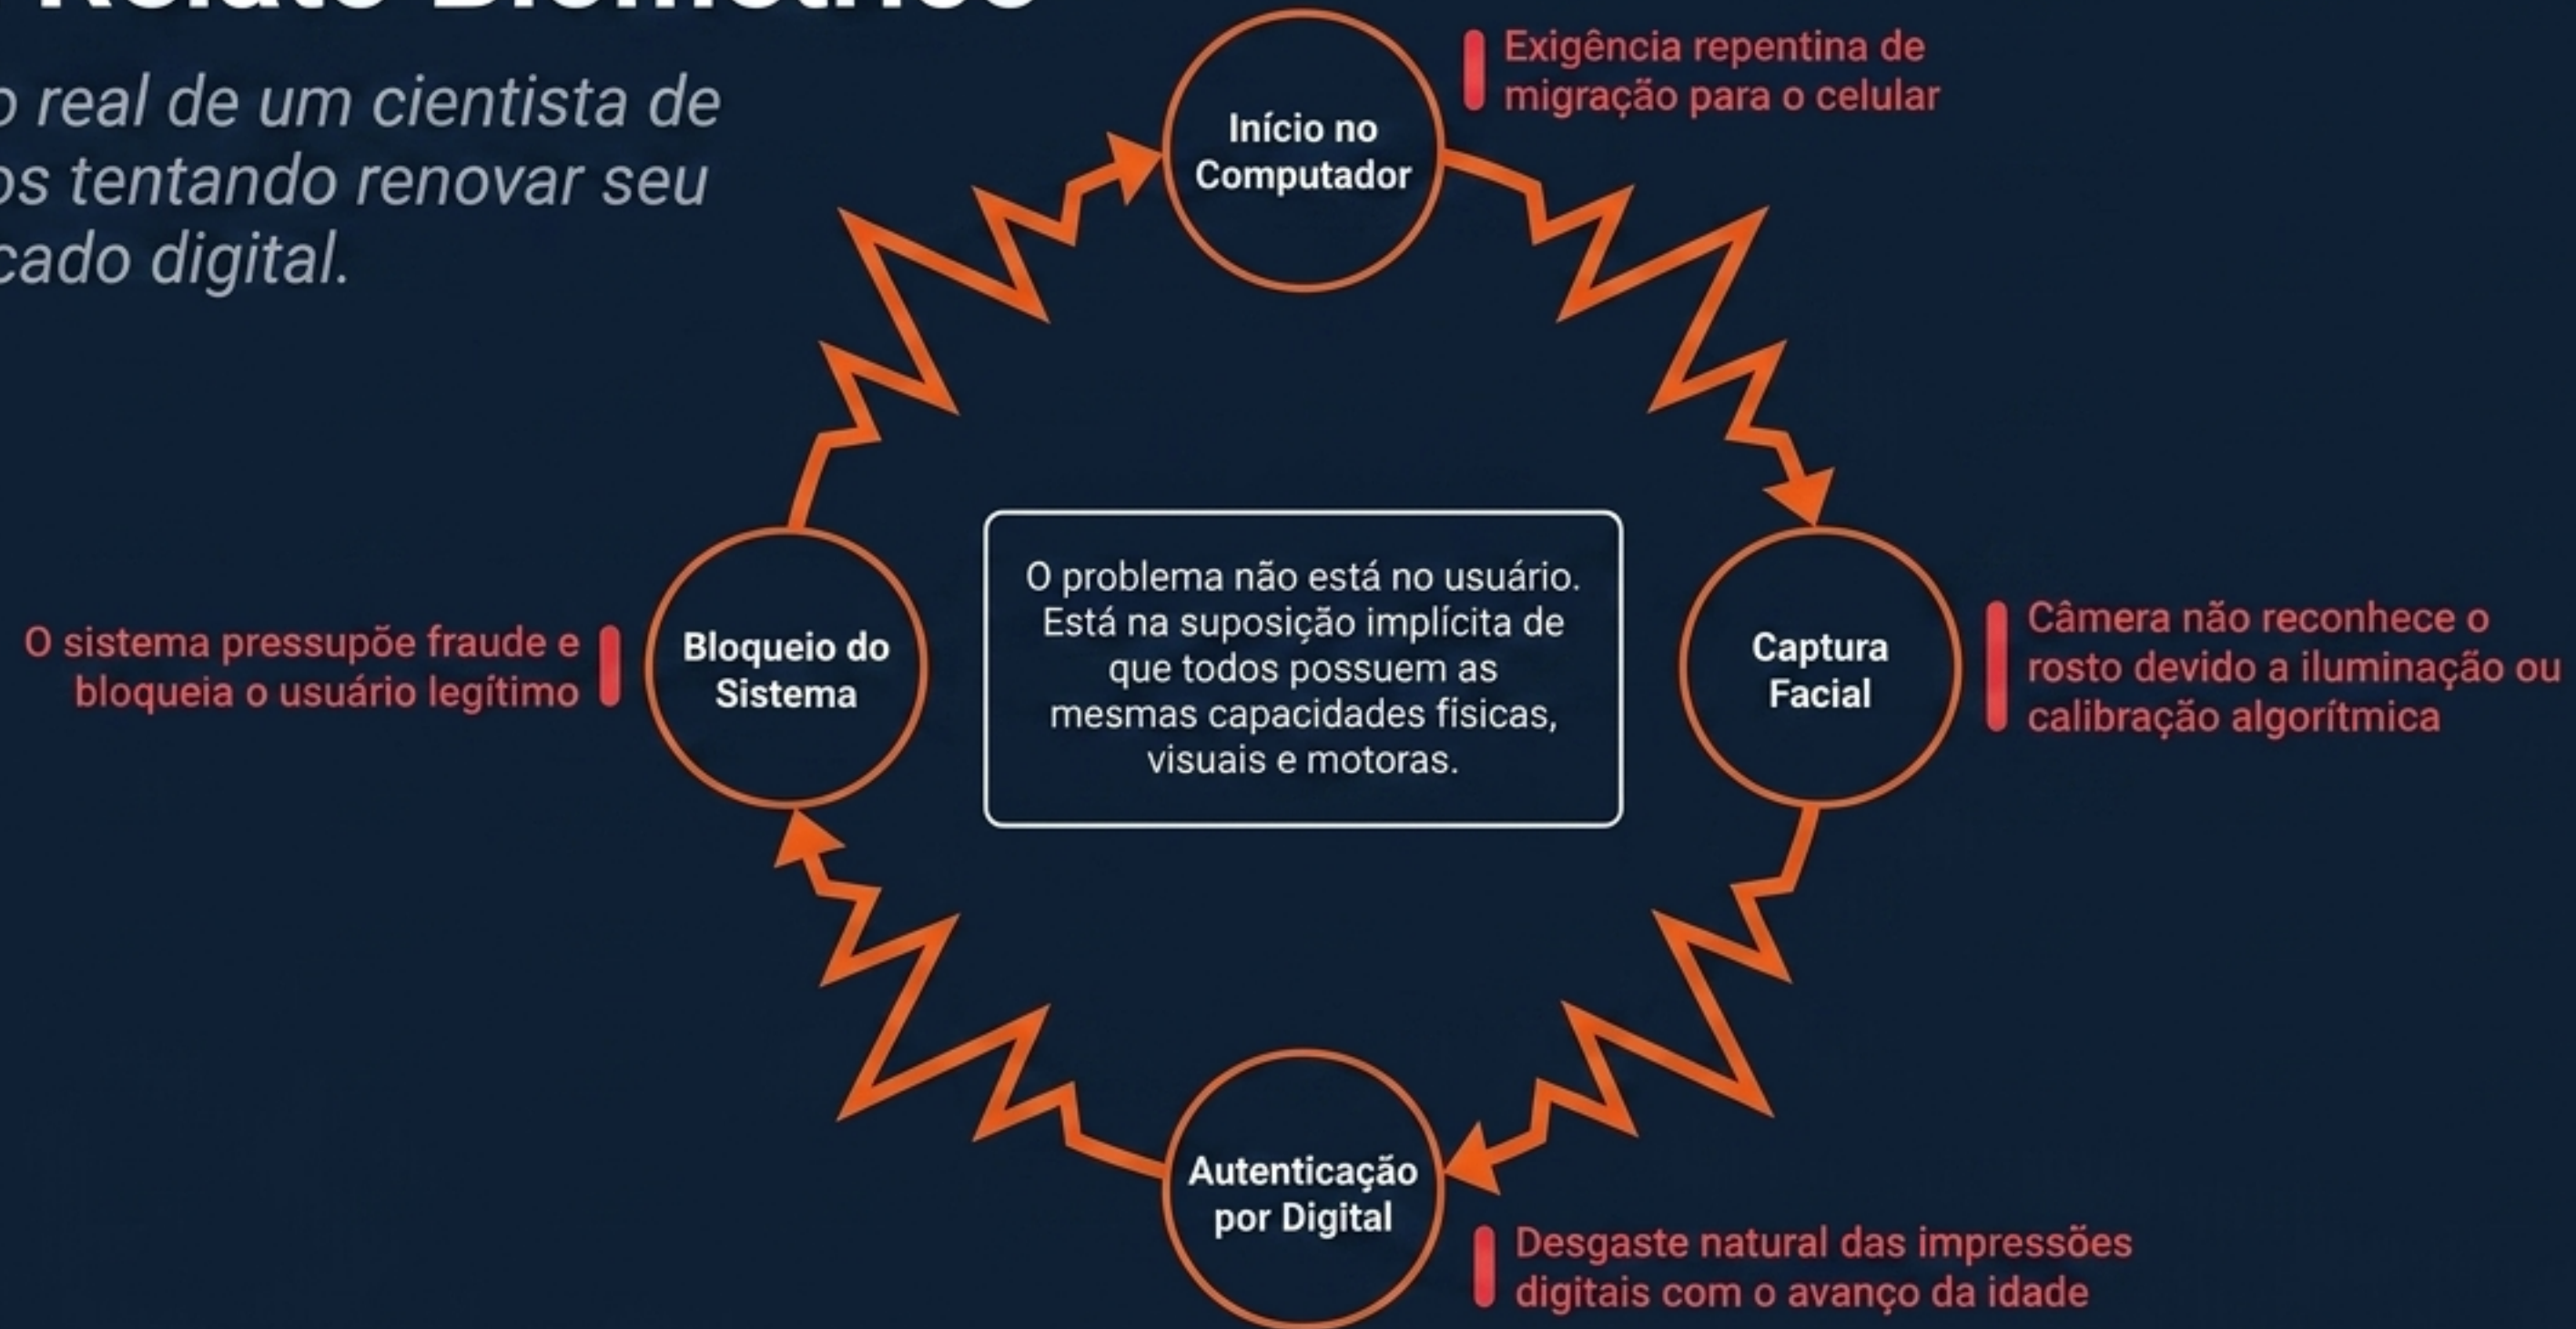 Relato Biométrico
real de um cientista de
tentando renovar seu
digital.
Exigência repentina de
migração para o celular
Início no
Computador
Câmera não reconhece o
rosto devido a iluminação ou
calibração algorítmica
Captura
Facial
O problema não está no usuário.
Está na suposição implícita de
que todos possuem as
mesmas capacidades físicas,
visuais e motoras.
O sistema pressupõe fraude e
bloqueia o usuário legítimo
Bloqueio do
Sistema
Autenticação
por Digital
Desgaste natural das impressões
digitais com o avanço da idade